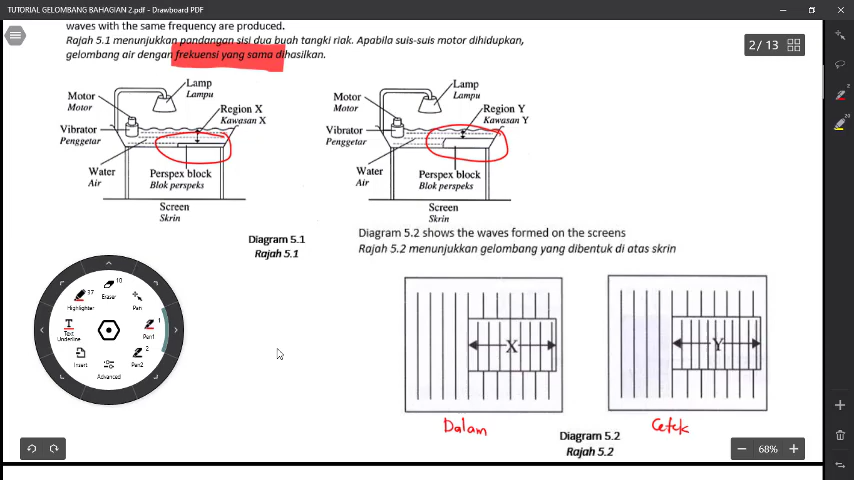 TUTORIAL GELOMBANG BAHAGIAN 2.pdf - Drawboard PDF
waves with the same frequency are produced.
Rajah 5.1 menunjukkan pandangan sisi dua buah tangki riak. Apabila suis-suis motor dihidupkan,
gelombang air dengan frekuensi yang sama dihasilkan.
2 / 13
Lamp
Lampu
Motor
Motor
Region X
Kawasan X
Vibrator
Penggetar
Water
Air
Perspex block
Blok perspeks
Screen
Skrin
Lamp
Lampu
Motor
Motor
Region Y
Kawasan Y
Vibrator
Penggetar
Water
Air
Perspex block
Blok perspeks
Screen
Skrin
Diagram 5.1
Rajah 5.1
Diagram 5.2 shows the waves formed on the screens
Rajah 5.2 menunjukkan gelombang yang dibentuk di atas skrin
X
Y
Dalam
Cetek
Diagram 5.2
Rajah 5.2
10
Eraser
37
Highlighter
Pan
T
Text
Underline
1
Pen1
Insert
2
Pen2
Advanced
68%
2
20